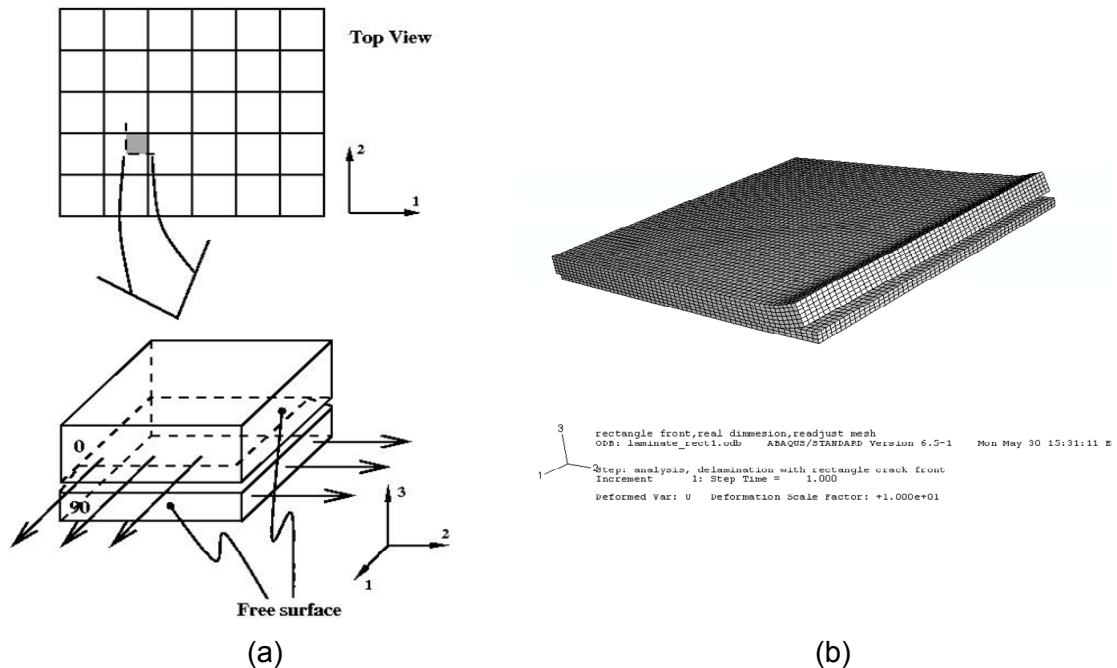 Top View
2
1
0
90
3
2
1
Free surface
(a)
3
1
2
rectangle front,real dimmesion,readjust mesh
ODB: laminate_rect1.odb ABAQUS/STANDARD Version 6.5-1 Mon May 30 15:31:11 E
Step: analysis, delamination with rectangle crack front
Increment 1: Step Time = 1.000
Deformed Var: U Deformation Scale Factor: +1.000e+01
(b)